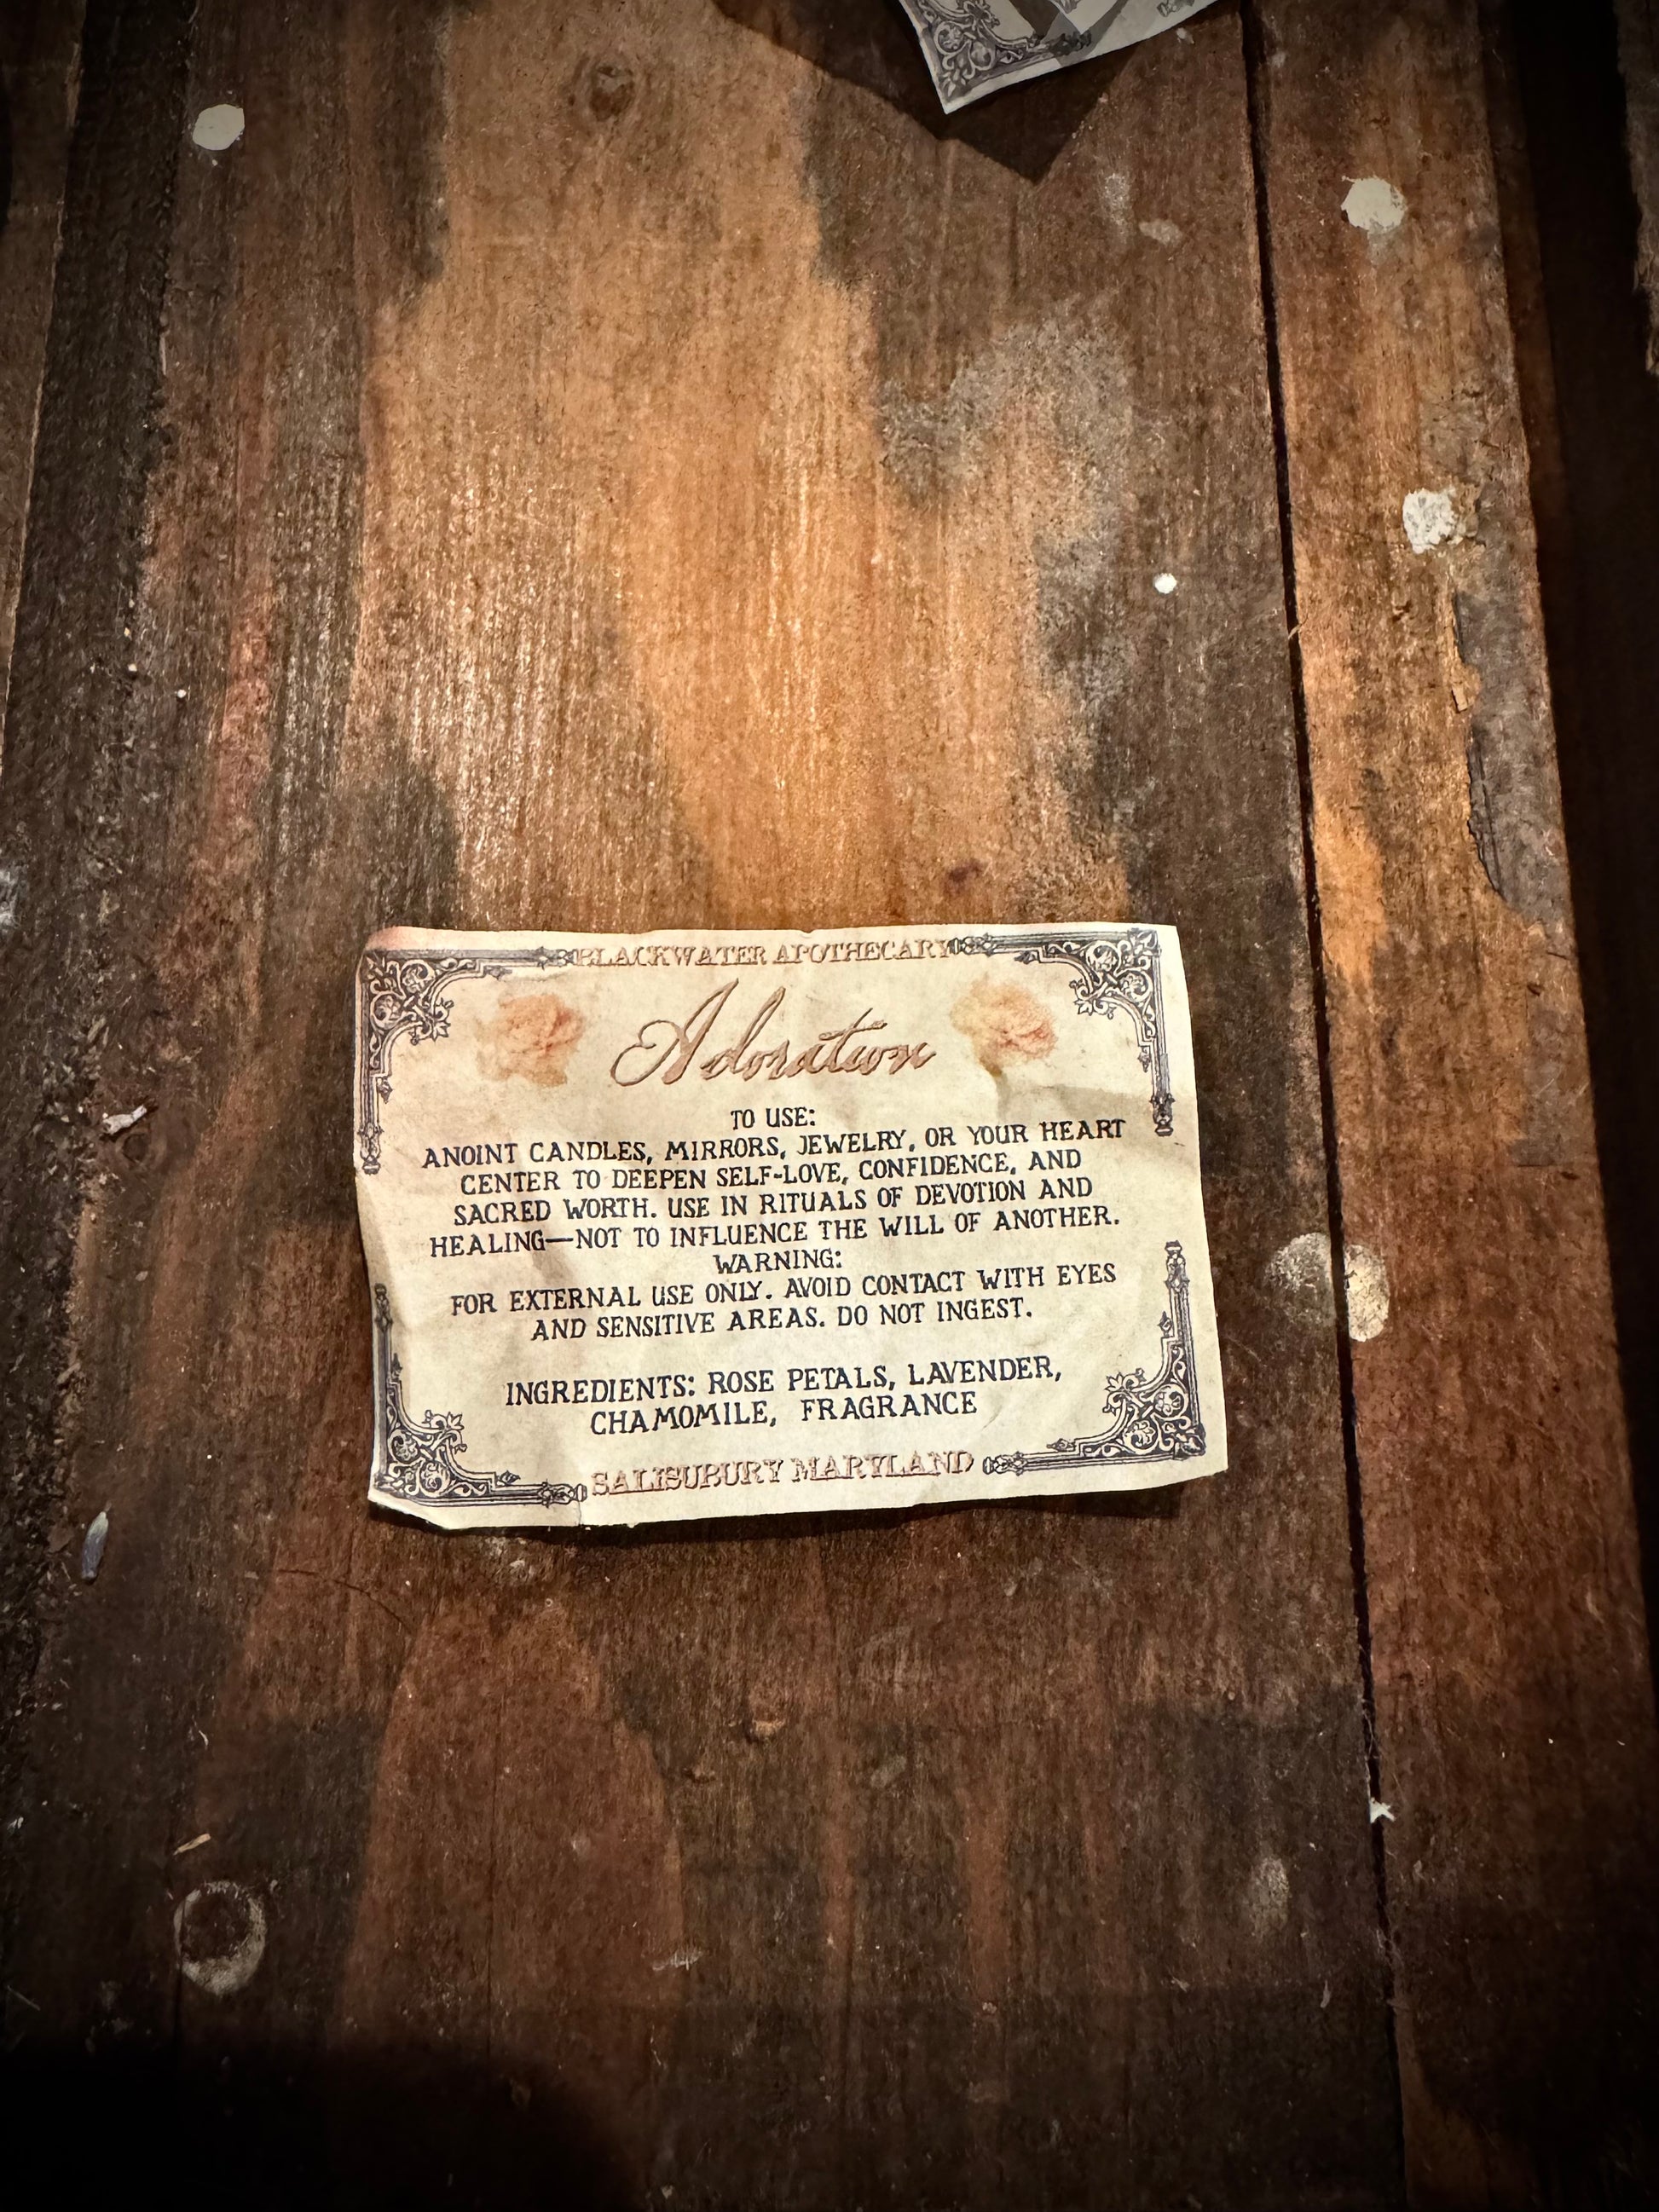 BLACKWATER APOTHECARY
Adoration
TO USE:
ANOINT CANDLES, MIRRORS, JEWELRY, OR YOUR HEART
CENTER TO DEEPEN SELF-LOVE, CONFIDENCE, AND
SACRED WORTH. USE IN RITUALS OF DEVOTION AND
HEALING—NOT TO INFLUENCE THE WILL OF ANOTHER.
WARNING:
FOR EXTERNAL USE ONLY. AVOID CONTACT WITH EYES
AND SENSITIVE AREAS. DO NOT INGEST.
INGREDIENTS: ROSE PETALS, LAVENDER,
CHAMOMILE, FRAGRANCE
SALISUBURY MARYLAND